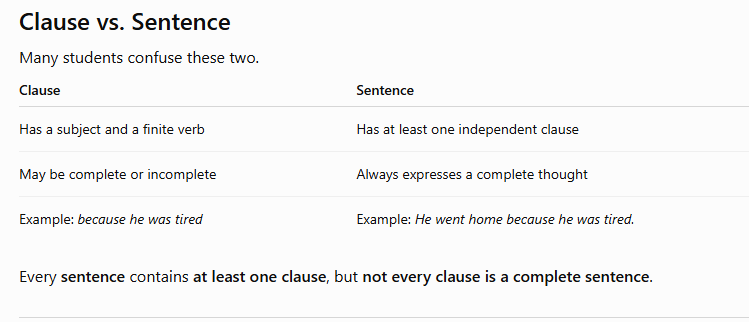 Clause vs. Sentence
Many students confuse these two.
Clause Sentence
Has a subject and a finite verb Has at least one independent clause
May be complete or incomplete Always expresses a complete thought
Example: because he was tired Example: He went home because he was tired.
Every sentence contains at least one clause, but not every clause is a complete sentence.